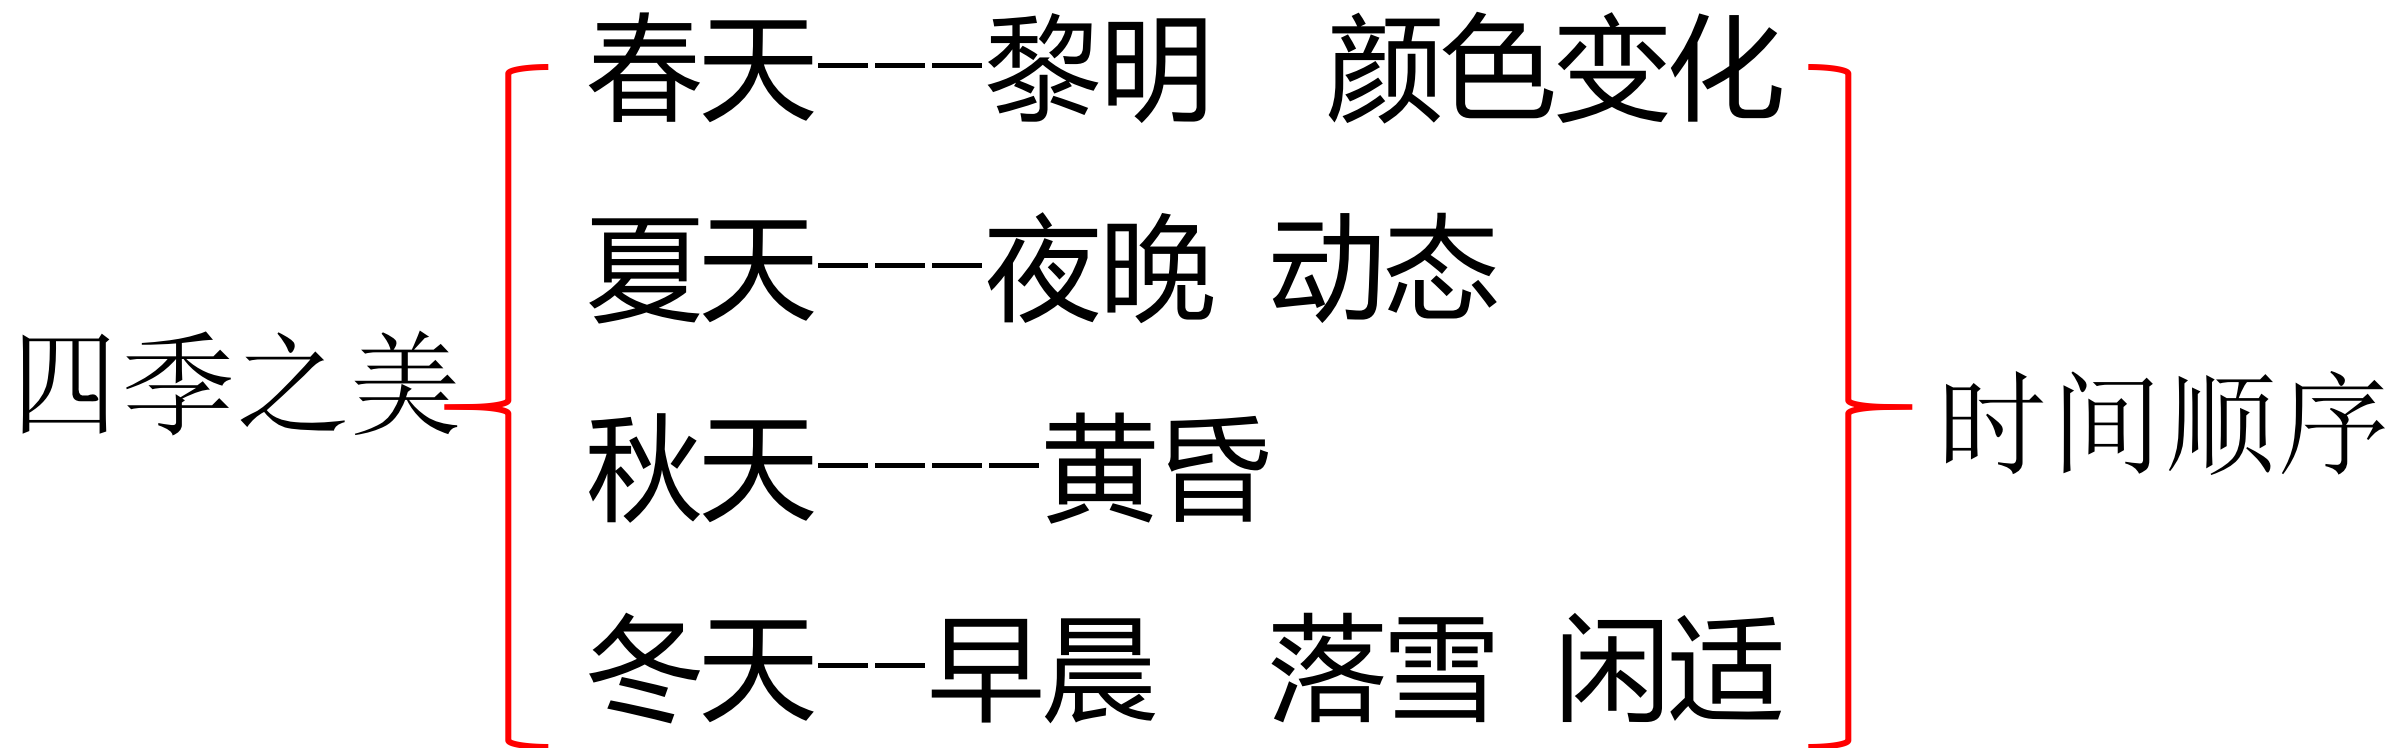 四季之美
春天———黎明 颜色变化
夏天———夜晚 动态
秋天————黄昏
冬天——早晨 落雪 闲适
时间顺序